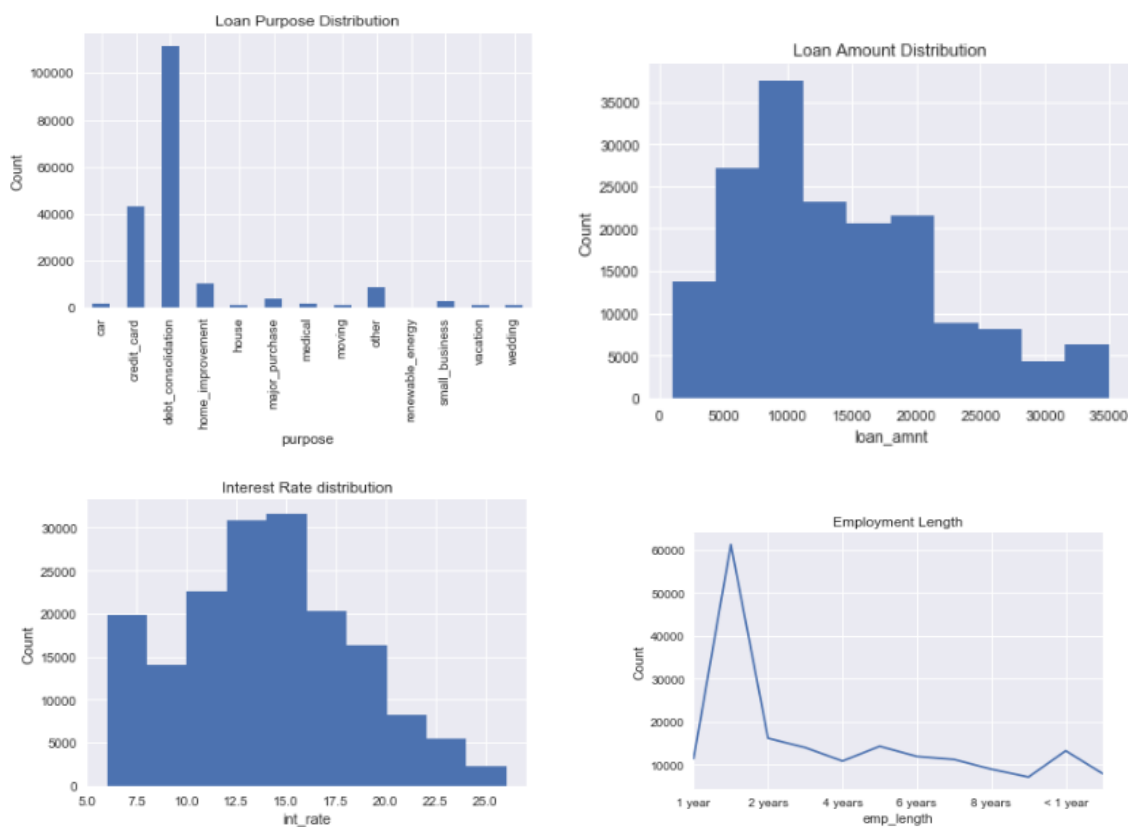 Loan Purpose Distribution
100000
80000
60000
40000
20000
0
Count
car
credit_card
debt_consolidation
home_improvement
house
major_purchase
medical
moving
other
renewable_energy
small_business
vacation
wedding
purpose
Loan Amount Distribution
35000
30000
25000
20000
15000
10000
5000
0
Count
0 5000 10000 15000 20000 25000 30000 35000
loan_amnt
Interest Rate distribution
30000
25000
20000
15000
10000
5000
0
Count
5.0 7.5 10.0 12.5 15.0 17.5 20.0 22.5 25.0
int_rate
Employment Length
60000
50000
40000
30000
20000
10000
Count
1 year 2 years 4 years 6 years 8 years < 1 year
emp_length